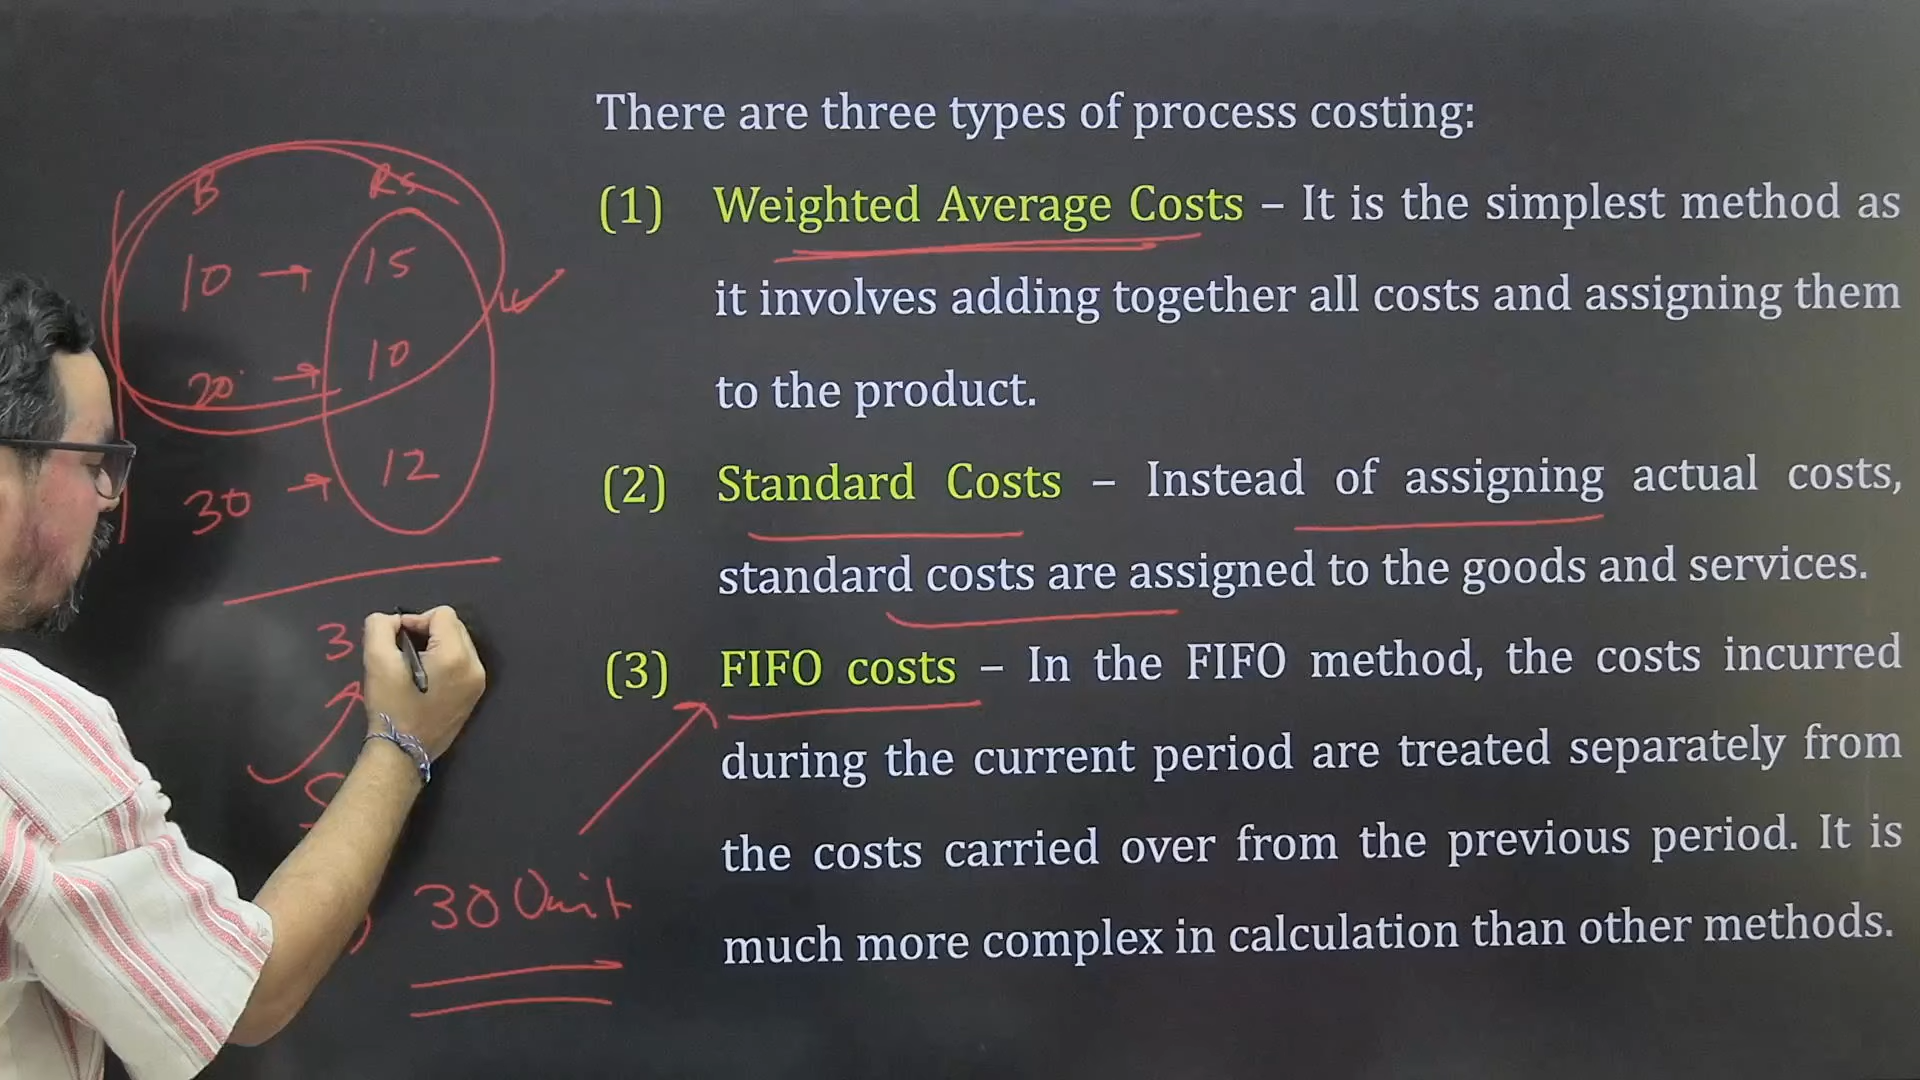 There are three types of process costing:
(1) Weighted Average Costs – It is the simplest method as
it involves adding together all costs and assigning them
to the product.
(2) Standard Costs – Instead of assigning actual costs,
standard costs are assigned to the goods and services.
(3) FIFO costs – In the FIFO method, the costs incurred
during the current period are treated separately from
the costs carried over from the previous period. It is
much more complex in calculation than other methods.
B Rs
10 → 15
20 → 10
30 → 12
30 Unit